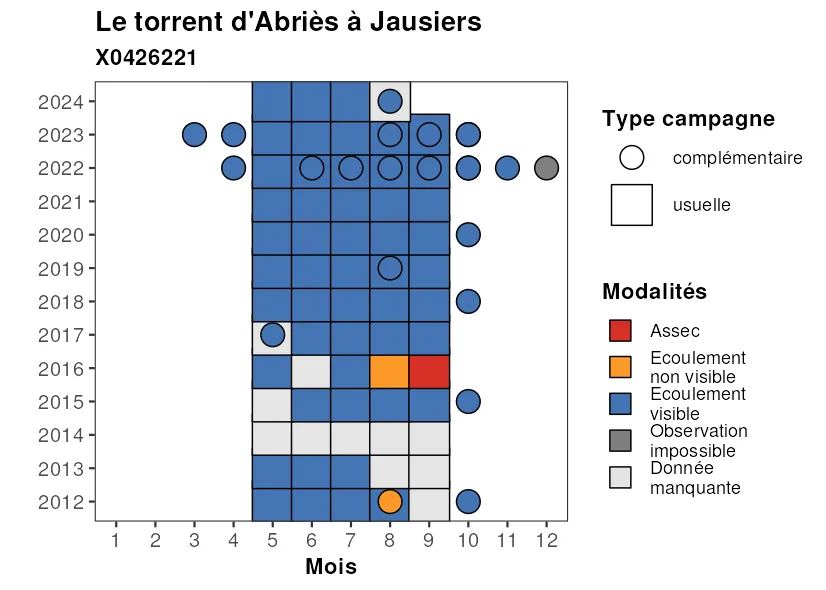 Le torrent d'Abriès à Jausiers
X0426221
2024
2023
2022
2021
2020
2019
2018
2017
2016
2015
2014
2013
2012
1 2 3 4 5 6 7 8 9 10 11 12
Mois
Type campagne
complémentaire
usuelle
Modalités
Assec
Ecoulement
non visible
Ecoulement
visible
Observation
impossible
Donnée
manquante